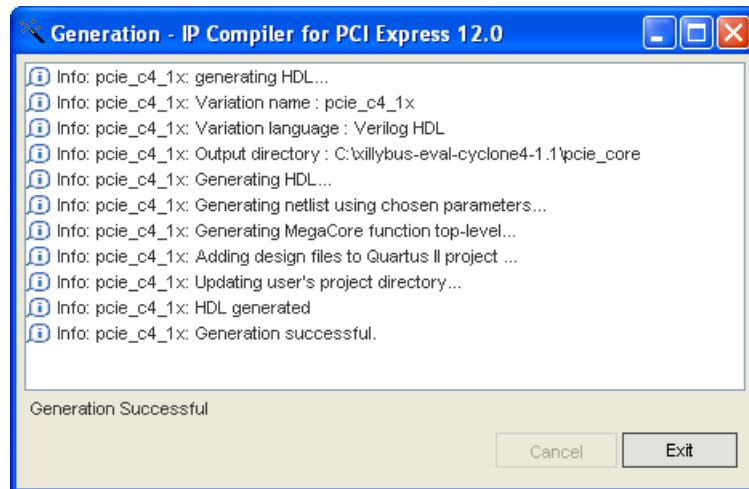 Generation - IP Compiler for PCI Express 12.0
Info: pcie_c4_1x: generating HDL...
Info: pcie_c4_1x: Variation name : pcie_c4_1x
Info: pcie_c4_1x: Variation language : Verilog HDL
Info: pcie_c4_1x: Output directory : C:\xillybus-eval-cyclone4-1.1\pcie_core
Info: pcie_c4_1x: Generating HDL...
Info: pcie_c4_1x: Generating netlist using chosen parameters...
Info: pcie_c4_1x: Generating MegaCore function top-level...
Info: pcie_c4_1x: Adding design files to Quartus II project ...
Info: pcie_c4_1x: Updating user's project directory...
Info: pcie_c4_1x: HDL generated
Info: pcie_c4_1x: Generation successful.
Generation Successful
Cancel Exit